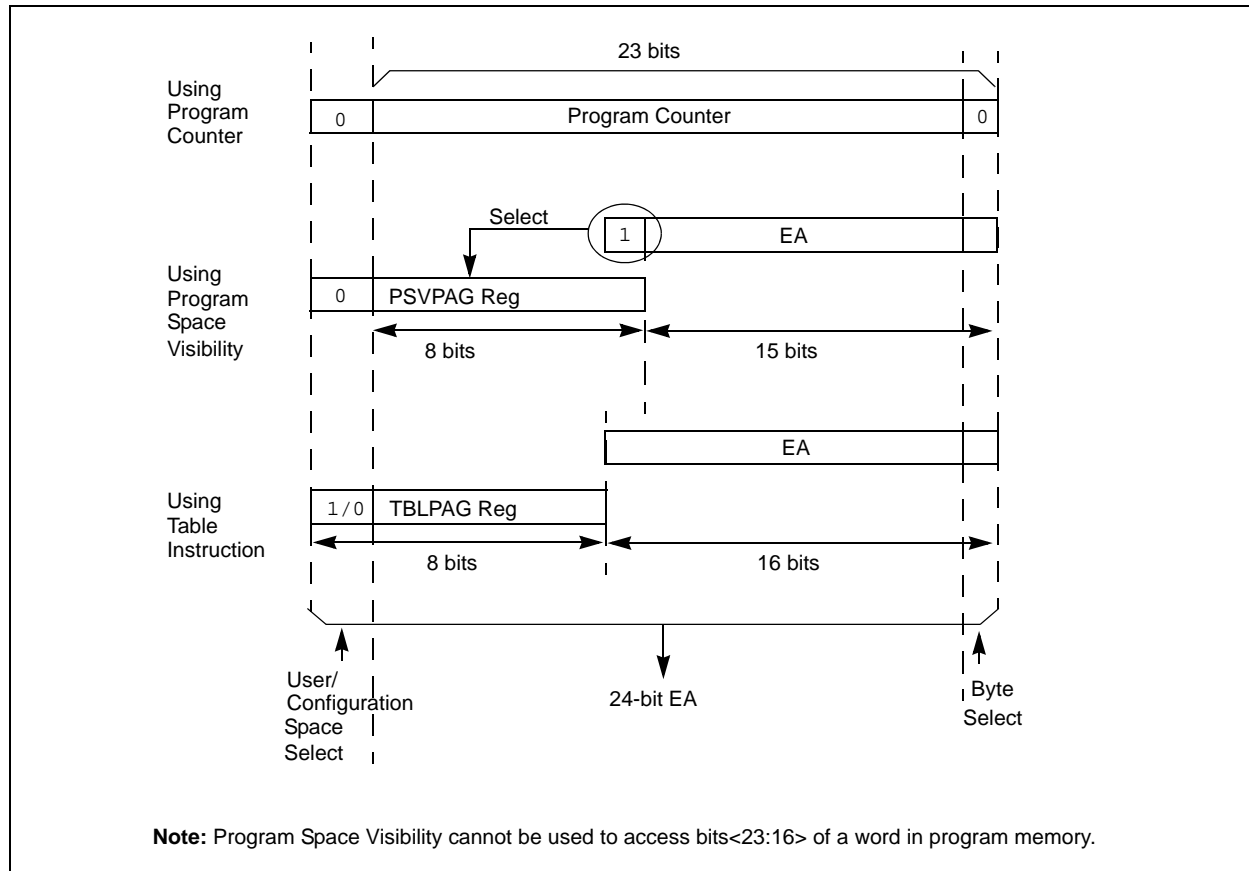 23 bits
Using
Program
Counter
0
Program Counter
0
Select
1
EA
Using
Program
Space
Visibility
0
PSVPAG Reg
8 bits
15 bits
EA
Using
Table
Instruction
1/0
TBLPAG Reg
8 bits
16 bits
User/
Configuration
Space
Select
24-bit EA
Byte
Select
Note: Program Space Visibility cannot be used to access bits<23:16> of a word in program memory.